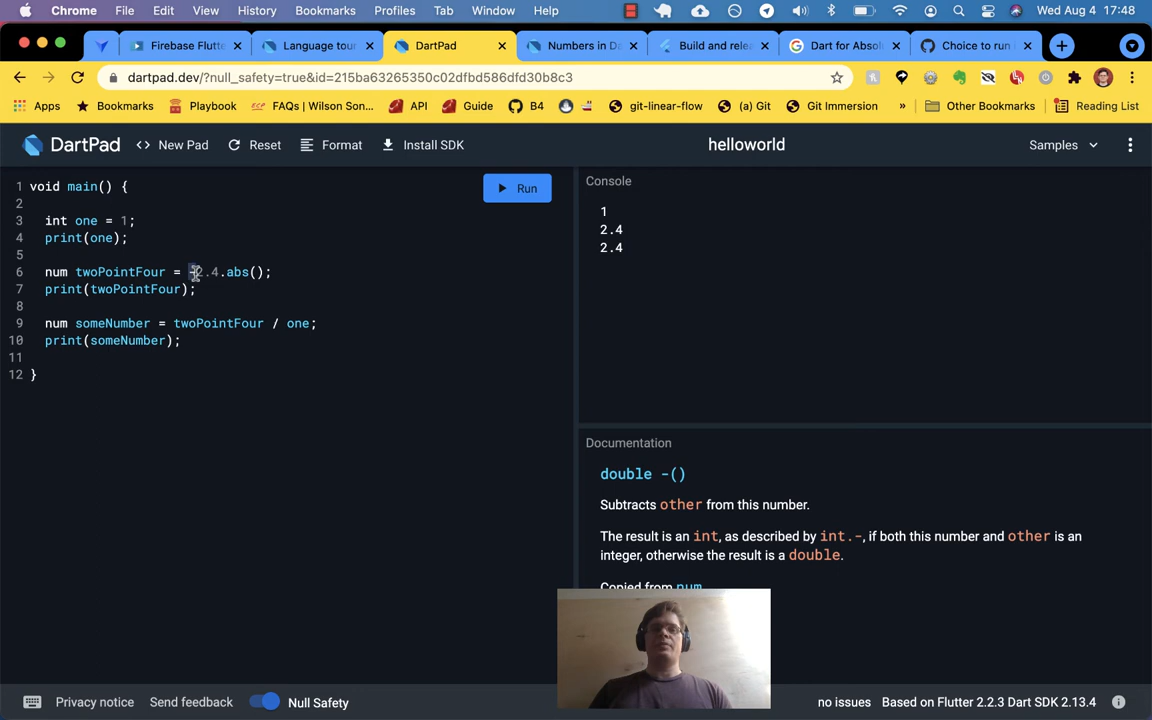 Chrome File Edit View History Bookmarks Profiles Tab Window Help Wed Aug 4 17:48
Firebase Flutte Language tour DartPad Numbers in Da Build and relea Dart for Absolu Choice to run
dartpad.dev/?null_safety=true&id=215ba63265350c02dfbd586dfd30b8c3
Apps Bookmarks Playbook FAQs | Wilson Son... API Guide B4 git-linear-flow (a) Git Git Immersion » Other Bookmarks Reading List
DartPad <> New Pad Reset Format Install SDK helloworld Samples
Run
1 void main() {
2
3 int one = 1;
4 print(one);
5
6 num twoPointFour = -2.4.abs();
7 print(twoPointFour);
8
9 num someNumber = twoPointFour / one;
10 print(someNumber);
11
12 }
Console
1
2.4
2.4
Documentation
double -()
Subtracts other from this number.
The result is an int, as described by int.-, if both this number and other is an
integer, otherwise the result is a double.
Copied from num
Privacy notice Send feedback Null Safety no issues Based on Flutter 2.2.3 Dart SDK 2.13.4